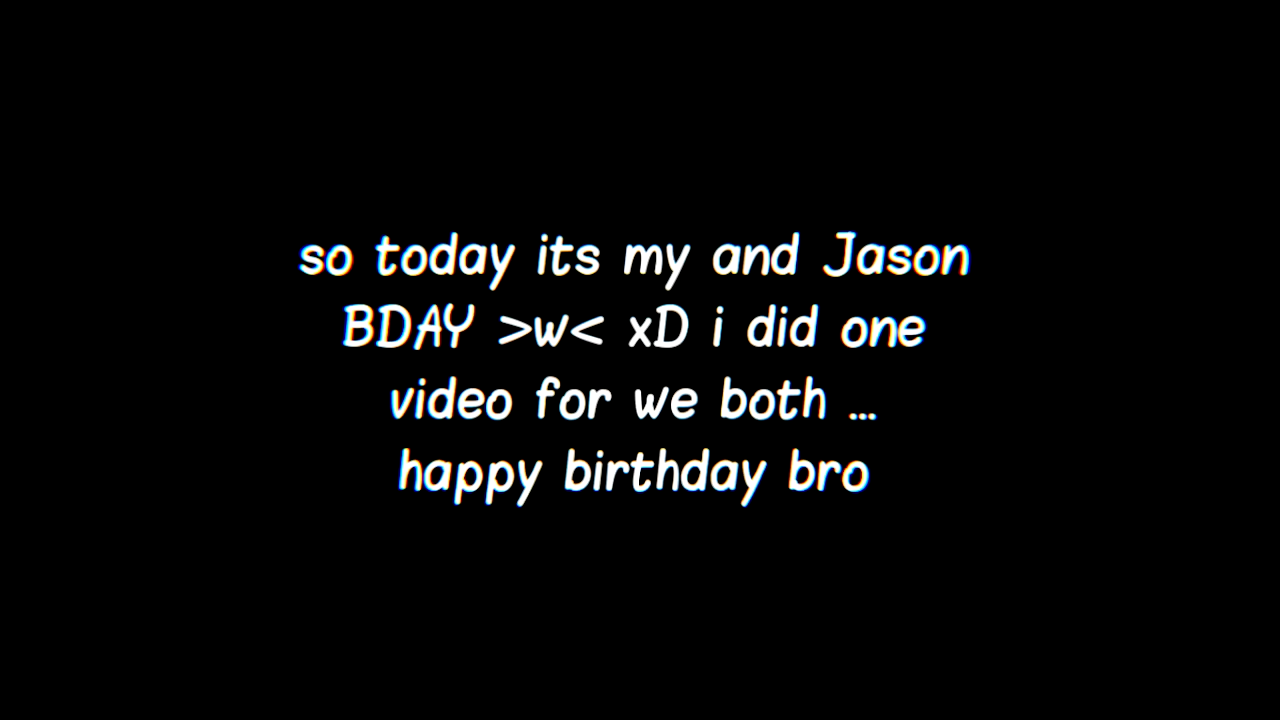 so today its my and Jason
BDAY >w< xD i did one
video for we both ...
happy birthday bro